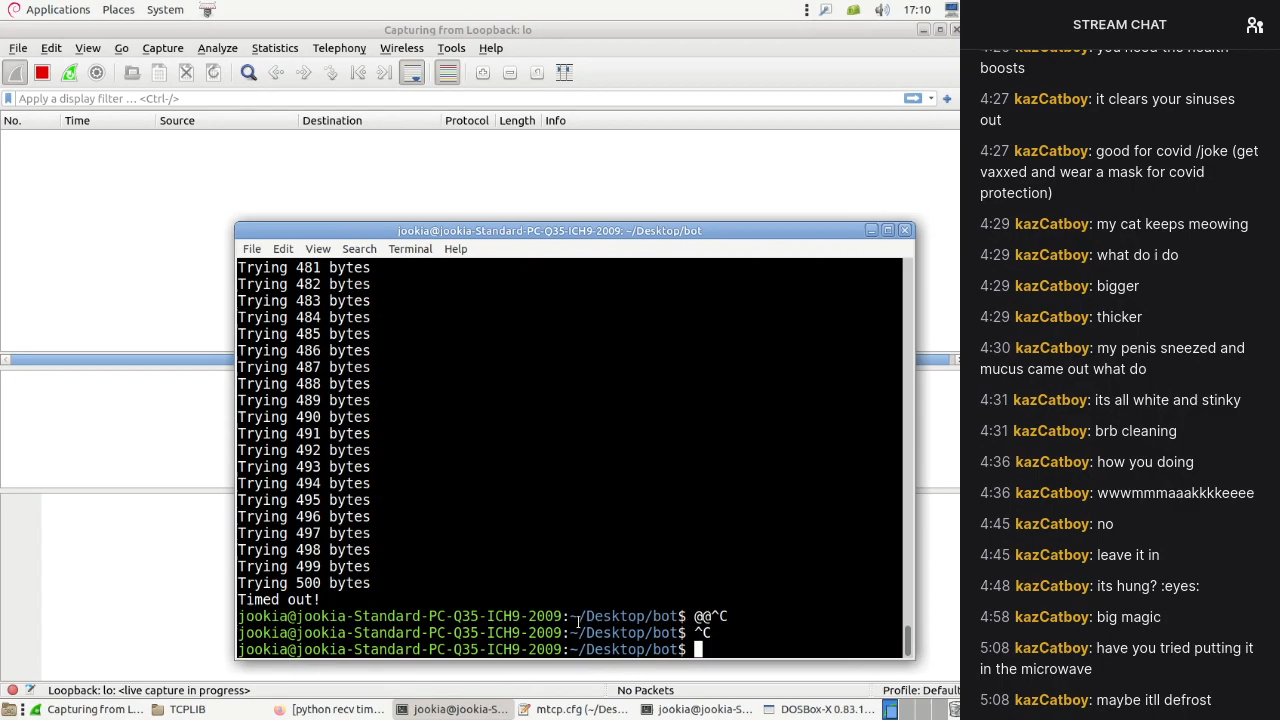 Applications Places System 17:10
Capturing from Loopback: lo
File Edit View Go Capture Analyze Statistics Telephony Wireless Tools Help
Apply a display filter ... <Ctrl-/>
No. Time Source Destination Protocol Length Info
jookia@jookia-Standard-PC-Q35-ICH9-2009: ~/Desktop/bot
File Edit View Search Terminal Help
Trying 481 bytes
Trying 482 bytes
Trying 483 bytes
Trying 484 bytes
Trying 485 bytes
Trying 486 bytes
Trying 487 bytes
Trying 488 bytes
Trying 489 bytes
Trying 490 bytes
Trying 491 bytes
Trying 492 bytes
Trying 493 bytes
Trying 494 bytes
Trying 495 bytes
Trying 496 bytes
Trying 497 bytes
Trying 498 bytes
Trying 499 bytes
Trying 500 bytes
Timed out!
jookia@jookia-Standard-PC-Q35-ICH9-2009:~/Desktop/bot$ @@^C
jookia@jookia-Standard-PC-Q35-ICH9-2009:~/Desktop/bot$ ^C
jookia@jookia-Standard-PC-Q35-ICH9-2009:~/Desktop/bot$
Loopback: lo: <live capture in progress> No Packets Profile: Defaul
Capturing from L... TCPLIB [python... jookia@jookia-S... mtcp.cfg (~/Des... jookia@jookia-S... DOSBox-X 0.83.1...
STREAM CHAT
boosts
4:27 kazCatboy: it clears your sinuses
out
4:27 kazCatboy: good for covid /joke (get
vaxxed and wear a mask for covid
protection)
4:29 kazCatboy: my cat keeps meowing
4:29 kazCatboy: what do i do
4:29 kazCatboy: bigger
4:29 kazCatboy: thicker
4:30 kazCatboy: my penis sneezed and
mucus came out what do
4:31 kazCatboy: its all white and stinky
4:31 kazCatboy: brb cleaning
4:36 kazCatboy: how you doing
4:36 kazCatboy: wwwmmmaaakkkkeeee
4:45 kazCatboy: no
4:45 kazCatboy: leave it in
4:48 kazCatboy: its hung? :eyes:
4:58 kazCatboy: big magic
5:08 kazCatboy: have you tried putting it
in the microwave
5:08 kazCatboy: maybe itll defrost